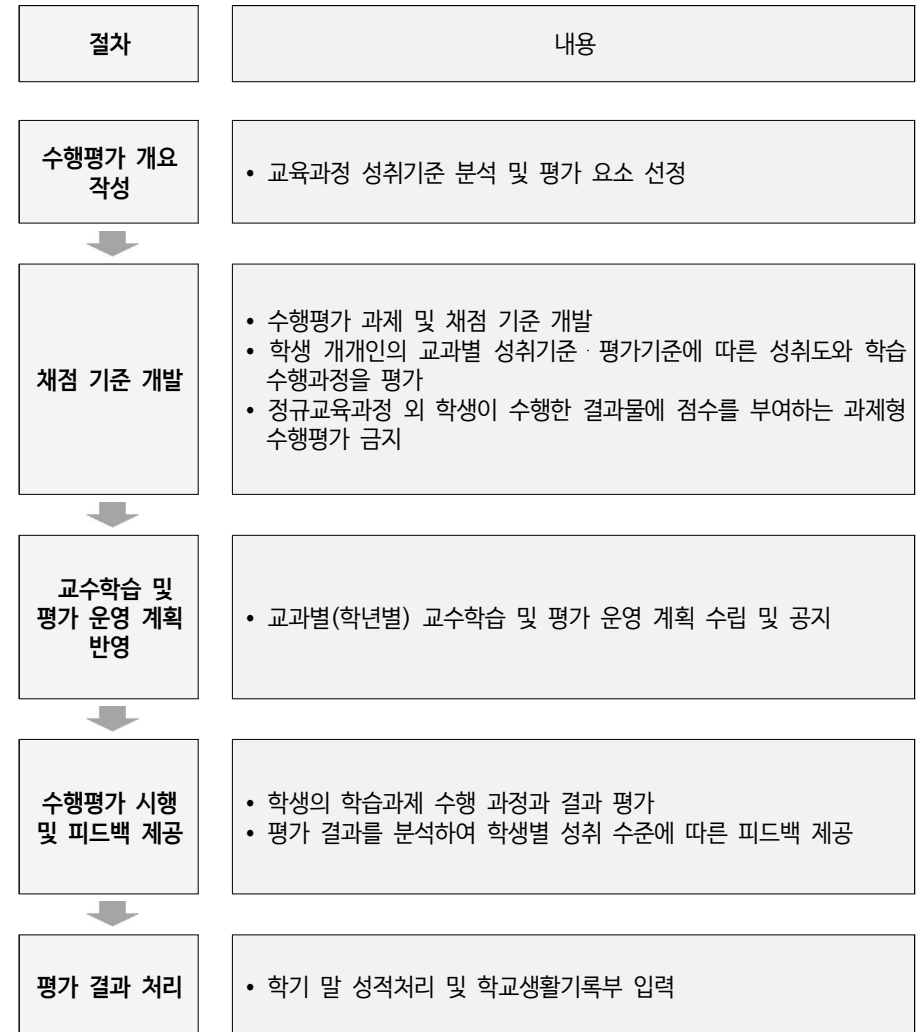 절차
내용
수행평가 개요
작성
• 교육과정 성취기준 분석 및 평가 요소 선정
채점 기준 개발
• 수행평가 과제 및 채점 기준 개발
• 학생 개개인의 교과별 성취기준·평가기준에 따른 성취도와 학습
수행과정을 평가
• 정규교육과정 외 학생이 수행한 결과물에 점수를 부여하는 과제형
수행평가 금지
교수학습 및
평가 운영 계획
반영
• 교과별(학년별) 교수학습 및 평가 운영 계획 수립 및 공지
수행평가 시행
및 피드백 제공
• 학생의 학습과제 수행 과정과 결과 평가
• 평가 결과를 분석하여 학생별 성취 수준에 따른 피드백 제공
평가 결과 처리
• 학기 말 성적처리 및 학교생활기록부 입력